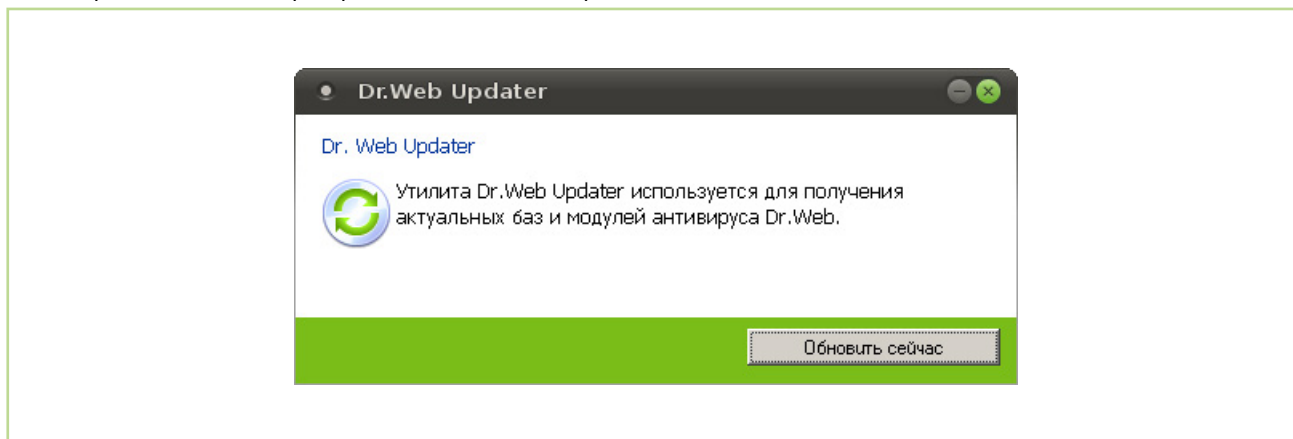 Dr.Web Updater
Dr. Web Updater
Утилита Dr.Web Updater используется для получения
актуальных баз и модулей антивируса Dr.Web.
Обновить сейчас